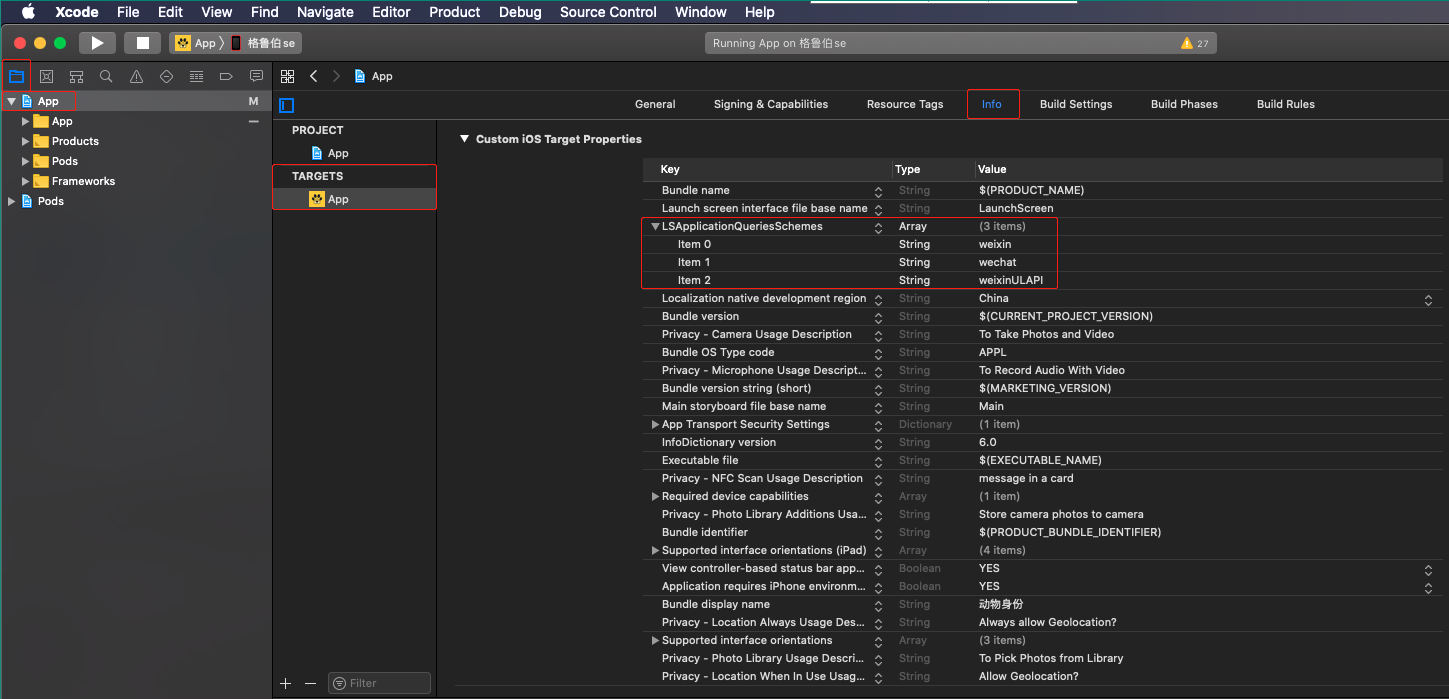 Xcode File Edit View Find Navigate Editor Product Debug Source Control Window Help
App 格鲁伯se
Running App on 格鲁伯se 27
App
App M
App
Products
Pods
Frameworks
Pods
General Signing & Capabilities Resource Tags Info Build Settings Build Phases Build Rules
PROJECT
App
TARGETS
App
Filter
Custom iOS Target Properties
Key Type Value
Bundle name String $(PRODUCT_NAME)
Launch screen interface file base name String LaunchScreen
LSApplicationQueriesSchemes Array (3 items)
Item 0 String weixin
Item 1 String wechat
Item 2 String weixinULAPI
Localization native development region String China
Bundle version String $(CURRENT_PROJECT_VERSION)
Privacy - Camera Usage Description String To Take Photos and Video
Bundle OS Type code String APPL
Privacy - Microphone Usage Descript... String To Record Audio With Video
Bundle version string (short) String $(MARKETING_VERSION)
Main storyboard file base name String Main
App Transport Security Settings Dictionary (1 item)
InfoDictionary version String 6.0
Executable file String $(EXECUTABLE_NAME)
Privacy - NFC Scan Usage Description String message in a card
Required device capabilities Array (1 item)
Privacy - Photo Library Additions Usa... String Store camera photos to camera
Bundle identifier String $(PRODUCT_BUNDLE_IDENTIFIER)
Supported interface orientations (iPad) Array (4 items)
View controller-based status bar app... Boolean YES
Application requires iPhone environm... Boolean YES
Bundle display name String 动物身份
Privacy - Location Always Usage Des... String Always allow Geolocation?
Supported interface orientations Array (3 items)
Privacy - Photo Library Usage Descri... String To Pick Photos from Library
Privacy - Location When In Use Usag... String Allow Geolocation?